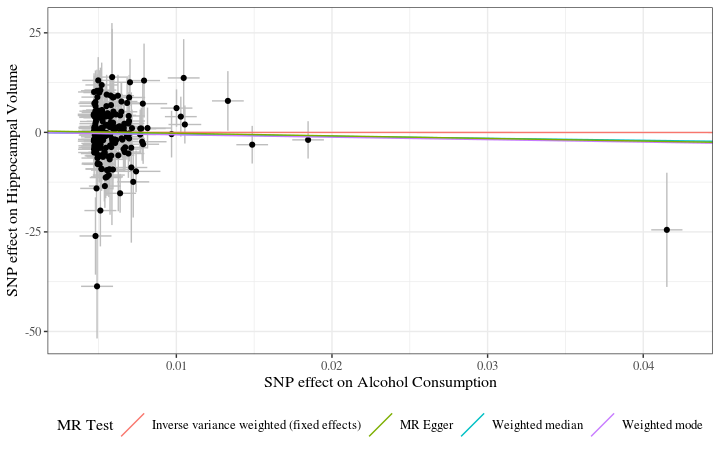 SNP effect on Hippocampal Volume
25
0
-25
-50
0.01 0.02 0.03 0.04
SNP effect on Alcohol Consumption
MR Test Inverse variance weighted (fixed effects) MR Egger Weighted median Weighted mode